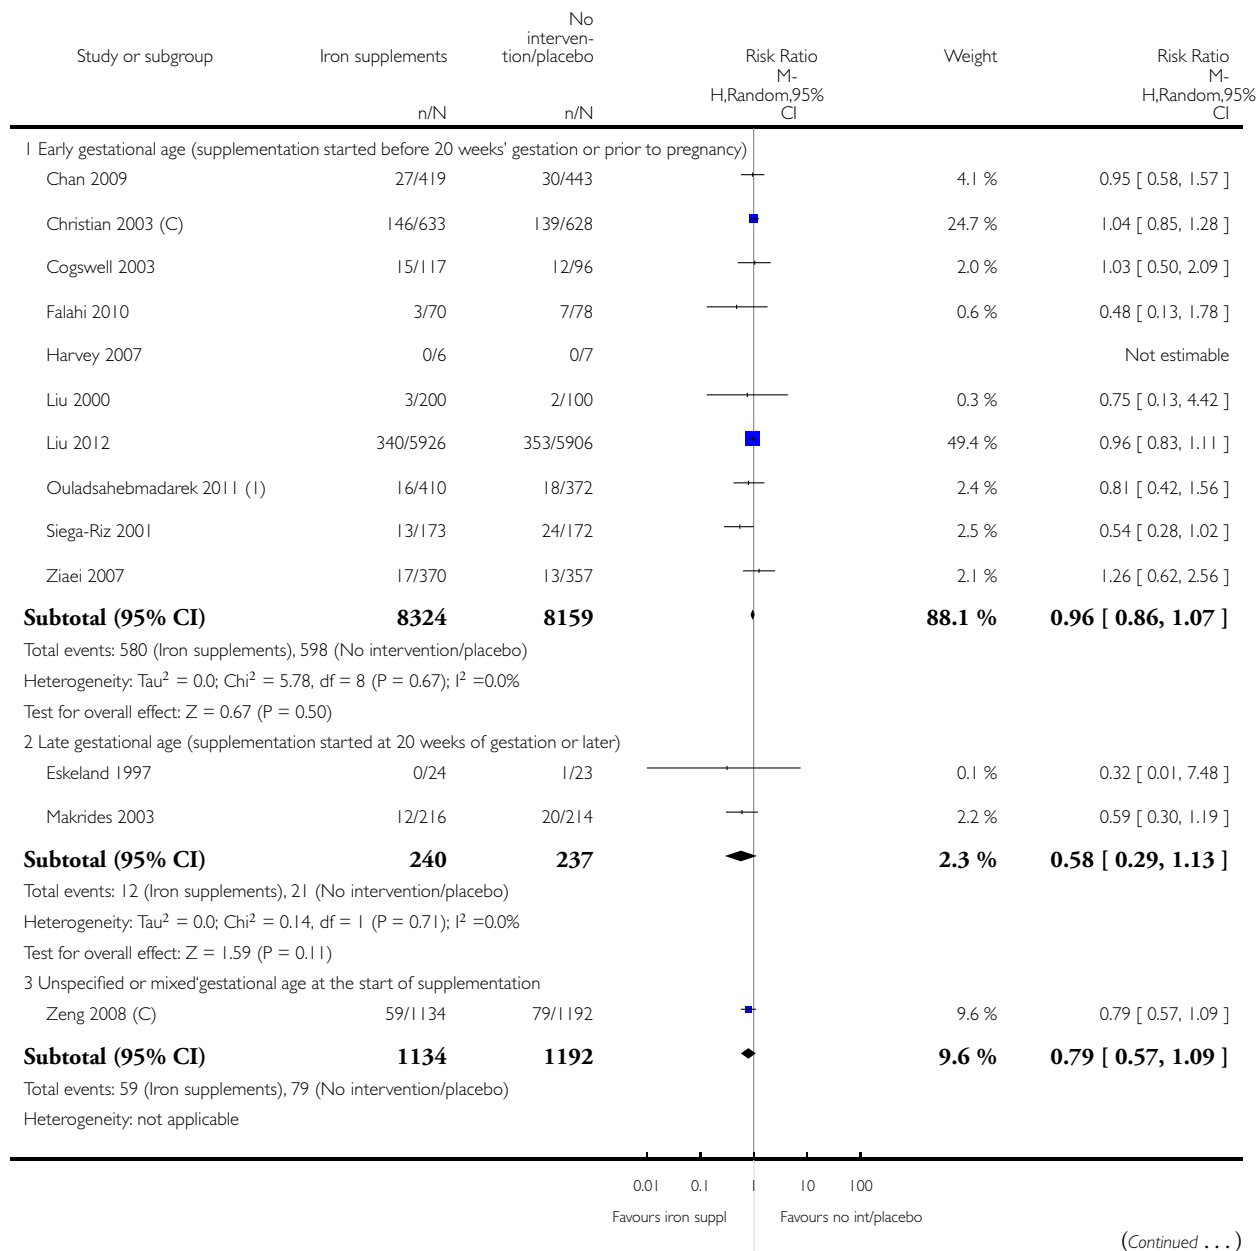 No
interven-
Study or subgroup Iron supplements tion/placebo Risk Ratio Weight Risk Ratio
M- M-
H,Random,95% H,Random,95%
n/N n/N CI CI
1 Early gestational age (supplementation started before 20 weeks' gestation or prior to pregnancy)
Chan 2009 27/419 30/443 4.1 % 0.95 [ 0.58, 1.57 ]
Christian 2003 (C) 146/633 139/628 24.7 % 1.04 [ 0.85, 1.28 ]
Cogswell 2003 15/117 12/96 2.0 % 1.03 [ 0.50, 2.09 ]
Falahi 2010 3/70 7/78 0.6 % 0.48 [ 0.13, 1.78 ]
Harvey 2007 0/6 0/7 Not estimable
Liu 2000 3/200 2/100 0.3 % 0.75 [ 0.13, 4.42 ]
Liu 2012 340/5926 353/5906 49.4 % 0.96 [ 0.83, 1.11 ]
Ouladsahebmadarek 2011 (1) 16/410 18/372 2.4 % 0.81 [ 0.42, 1.56 ]
Siega-Riz 2001 13/173 24/172 2.5 % 0.54 [ 0.28, 1.02 ]
Ziaei 2007 17/370 13/357 2.1 % 1.26 [ 0.62, 2.56 ]
Subtotal (95% CI) 8324 8159 88.1 % 0.96 [ 0.86, 1.07 ]
Total events: 580 (Iron supplements), 598 (No intervention/placebo)
Heterogeneity: Tau² = 0.0; Chi² = 5.78, df = 8 (P = 0.67); I² =0.0%
Test for overall effect: Z = 0.67 (P = 0.50)
2 Late gestational age (supplementation started at 20 weeks of gestation or later)
Eskeland 1997 0/24 1/23 0.1 % 0.32 [ 0.01, 7.48 ]
Makrides 2003 12/216 20/214 2.2 % 0.59 [ 0.30, 1.19 ]
Subtotal (95% CI) 240 237 2.3 % 0.58 [ 0.29, 1.13 ]
Total events: 12 (Iron supplements), 21 (No intervention/placebo)
Heterogeneity: Tau² = 0.0; Chi² = 0.14, df = 1 (P = 0.71); I² =0.0%
Test for overall effect: Z = 1.59 (P = 0.11)
3 Unspecified or mixed'gestational age at the start of supplementation
Zeng 2008 (C) 59/1134 79/1192 9.6 % 0.79 [ 0.57, 1.09 ]
Subtotal (95% CI) 1134 1192 9.6 % 0.79 [ 0.57, 1.09 ]
Total events: 59 (Iron supplements), 79 (No intervention/placebo)
Heterogeneity: not applicable
0.01 0.1 1 10 100
Favours iron suppl Favours no int/placebo
(Continued . . . )